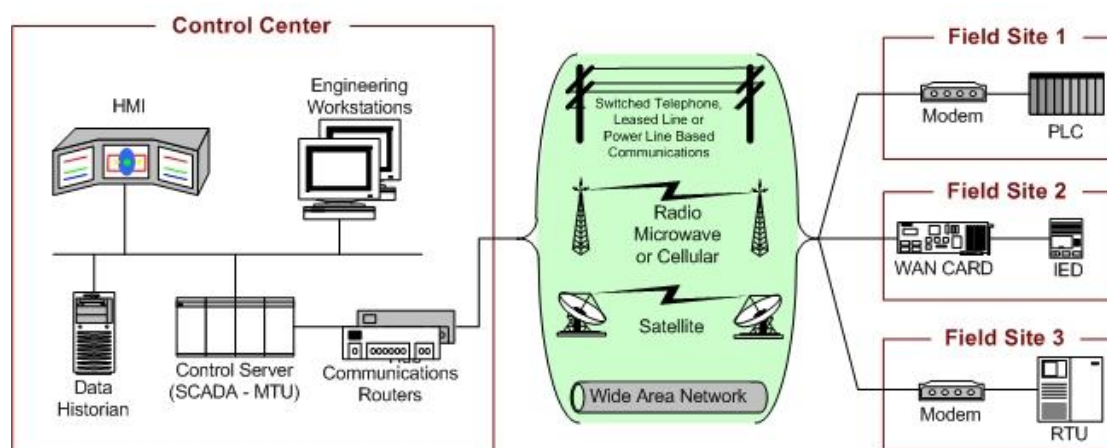 Control Center
HMI
Engineering
Workstations
Data
Historian
Control Server
(SCADA - MTU)
Communications
Routers
Switched Telephone,
Leased Line or
Power Line Based
Communications
Radio
Microwave
or Cellular
Satellite
Wide Area Network
Field Site 1
Modem
PLC
Field Site 2
WAN CARD
IED
Field Site 3
Modem
RTU